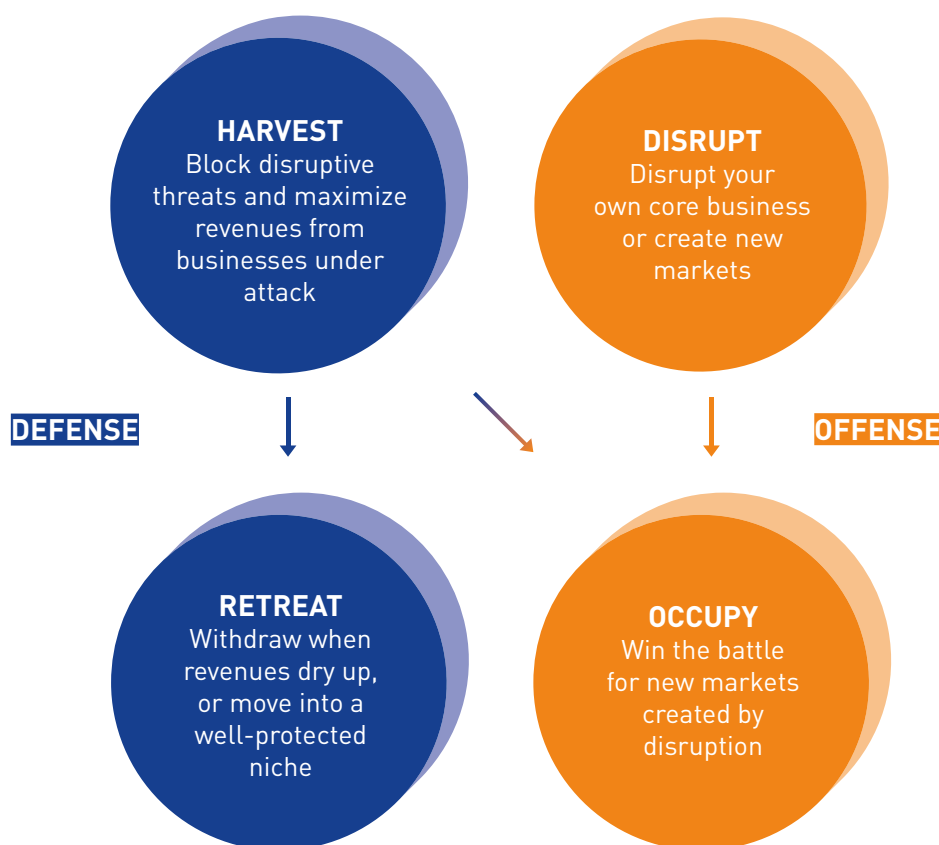 HARVEST
Block disruptive
threats and maximize
revenues from
businesses under
attack
DISRUPT
Disrupt your
own core business
or create new
markets
DEFENSE
OFFENSE
RETREAT
Withdraw when
revenues dry up,
or move into a
well-protected
niche
OCCUPY
Win the battle
for new markets
created by
disruption